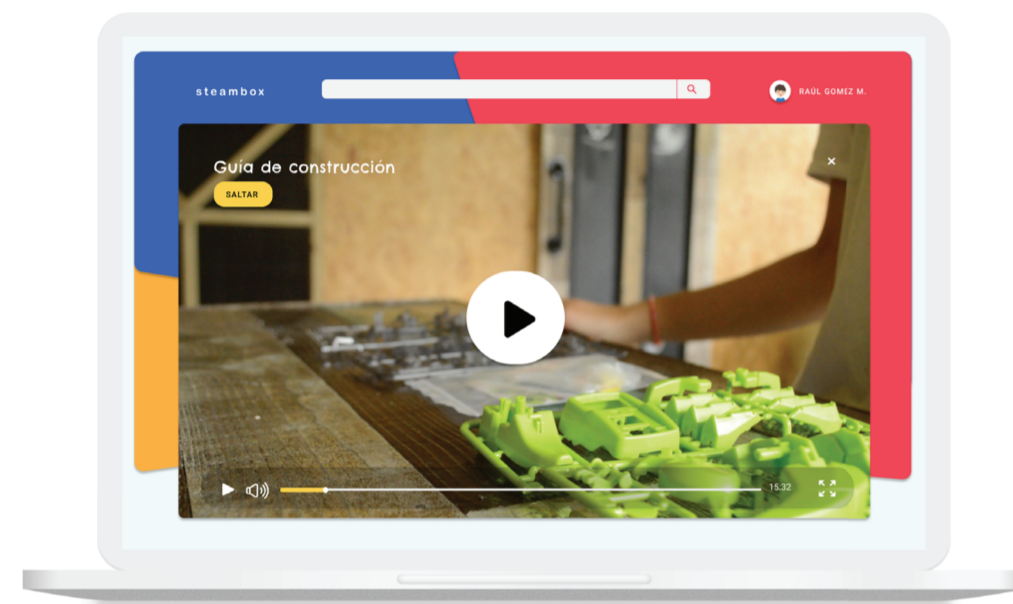 steambox
RAÚL GOMEZ M.
Guía de construcción
SALTAR
15:32